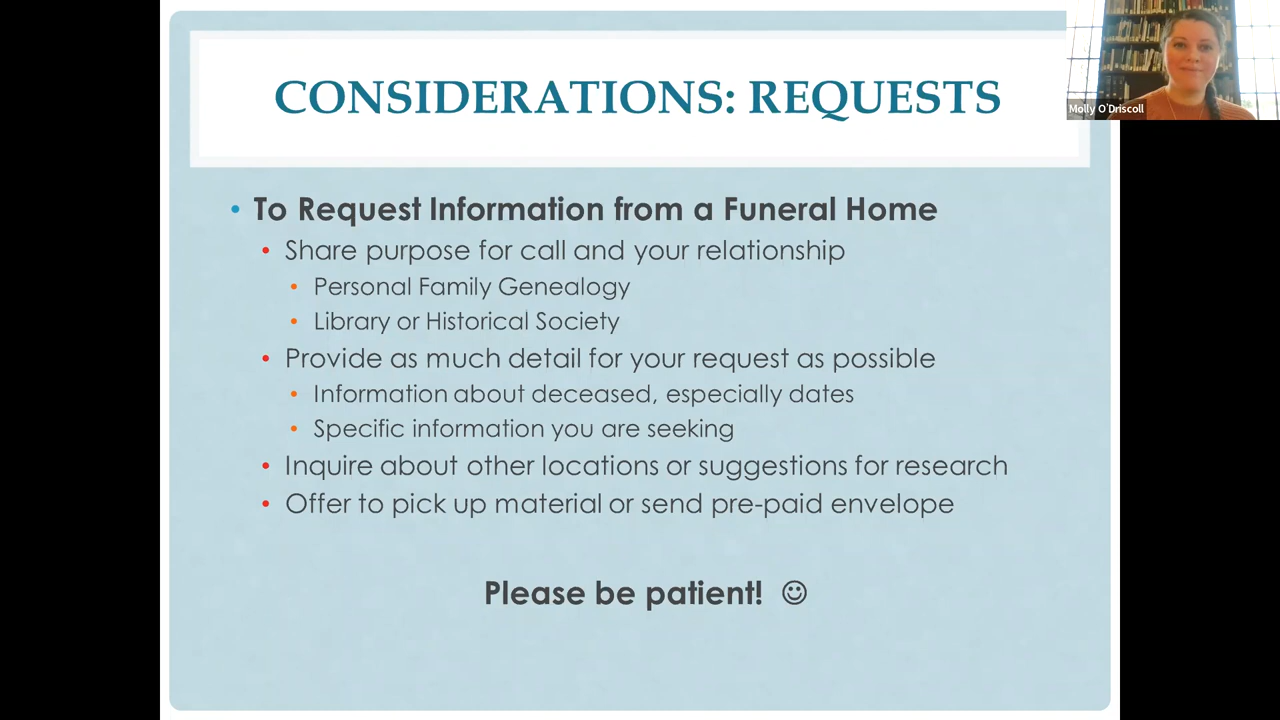 CONSIDERATIONS: REQUESTS
Molly O'Driscoll
• To Request Information from a Funeral Home
• Share purpose for call and your relationship
• Personal Family Genealogy
• Library or Historical Society
• Provide as much detail for your request as possible
• Information about deceased, especially dates
• Specific information you are seeking
• Inquire about other locations or suggestions for research
• Offer to pick up material or send pre-paid envelope
Please be patient! ☺